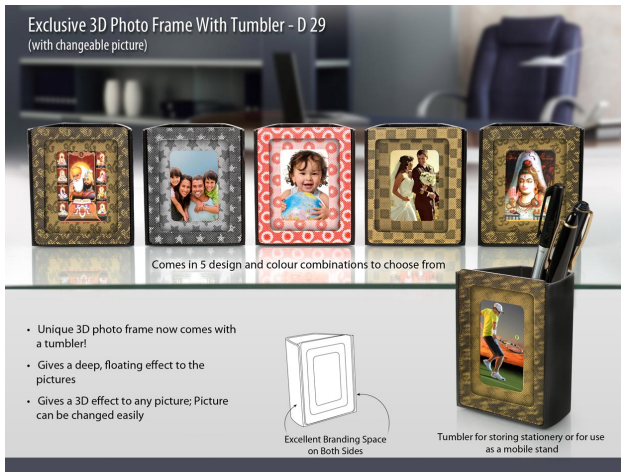 Exclusive 3D Photo Frame With Tumbler - D 29
(with changeable picture)
Comes in 5 design and colour combinations to choose from
• Unique 3D photo frame now comes with
a tumbler!
• Gives a deep, floating effect to the
pictures
• Gives a 3D effect to any picture; Picture
can be changed easily
Excellent Branding Space
on Both Sides
Tumbler for storing stationery or for use
as a mobile stand